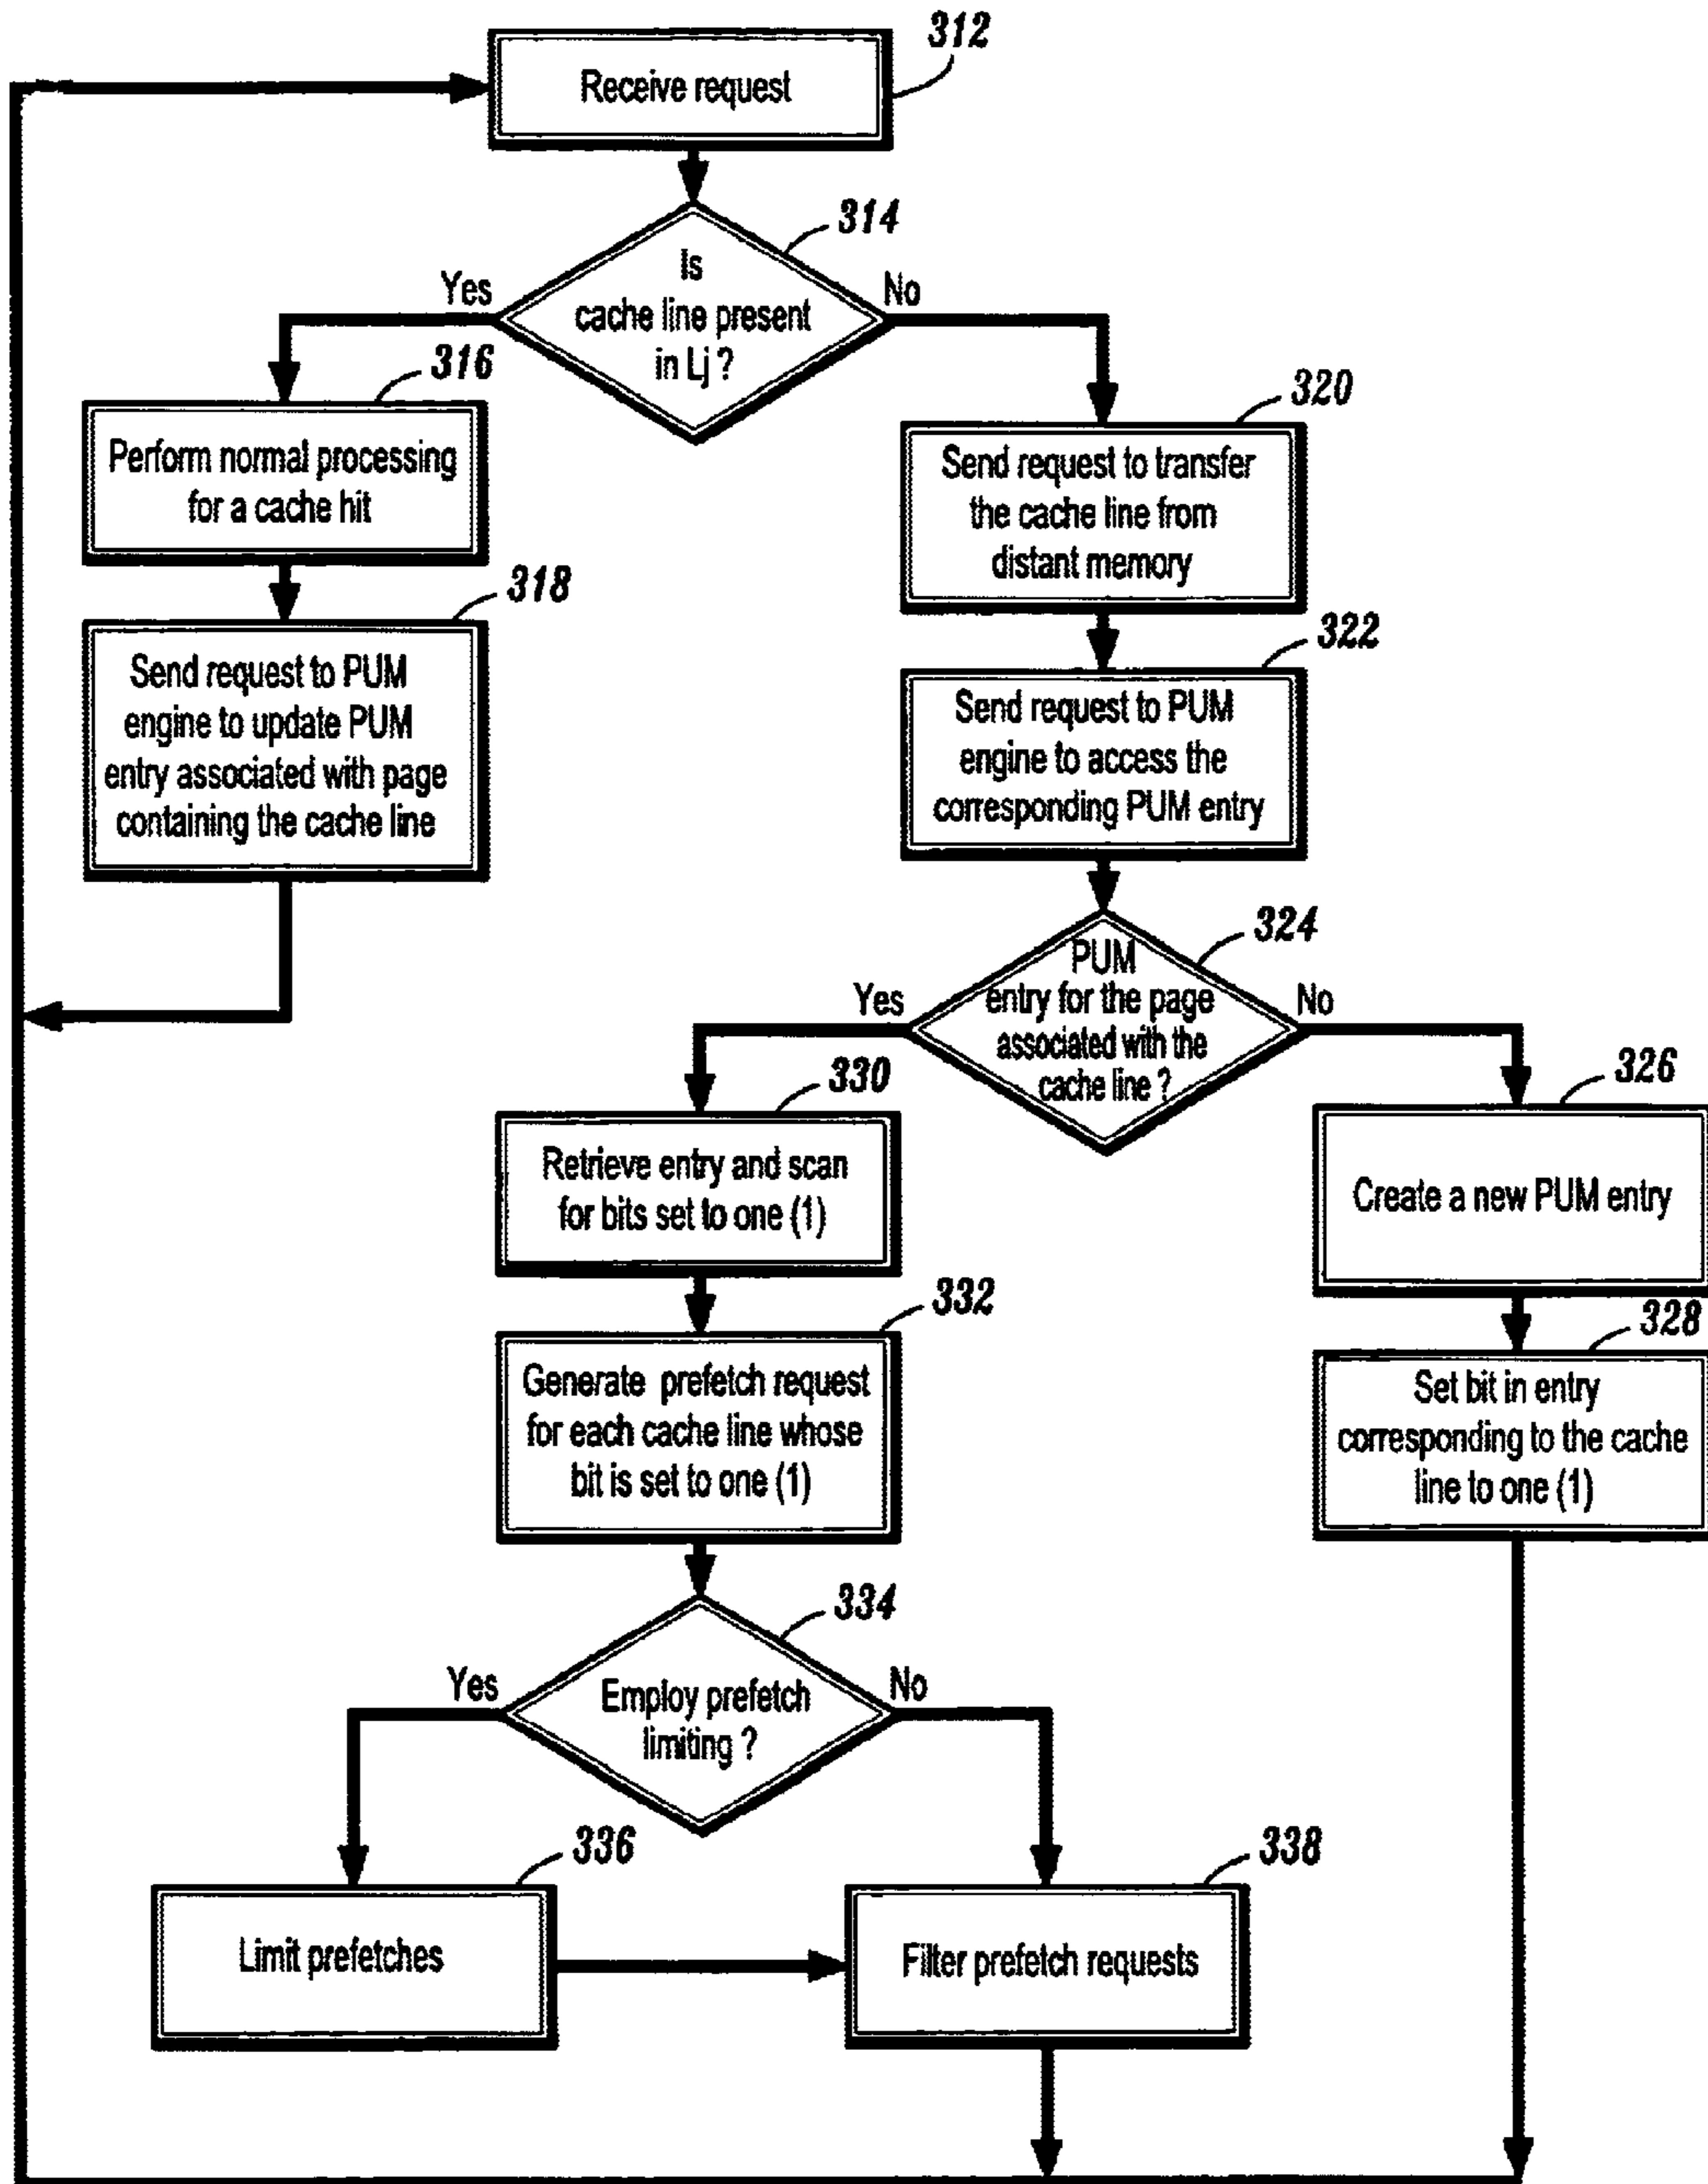 312
Receive request
314
Is
cache line present
in Lj ?
Yes
No
316
Perform normal processing
for a cache hit
318
Send request to PUM
engine to update PUM
entry associated with page
containing the cache line
320
Send request to transfer
the cache line from
distant memory
322
Send request to PUM
engine to access the
corresponding PUM entry
324
PUM
entry for the page
associated with the
cache line ?
Yes
No
326
Create a new PUM entry
328
Set bit in entry
corresponding to the cache
line to one (1)
330
Retrieve entry and scan
for bits set to one (1)
332
Generate prefetch request
for each cache line whose
bit is set to one (1)
334
Employ prefetch
limiting ?
Yes
No
336
Limit prefetches
338
Filter prefetch requests